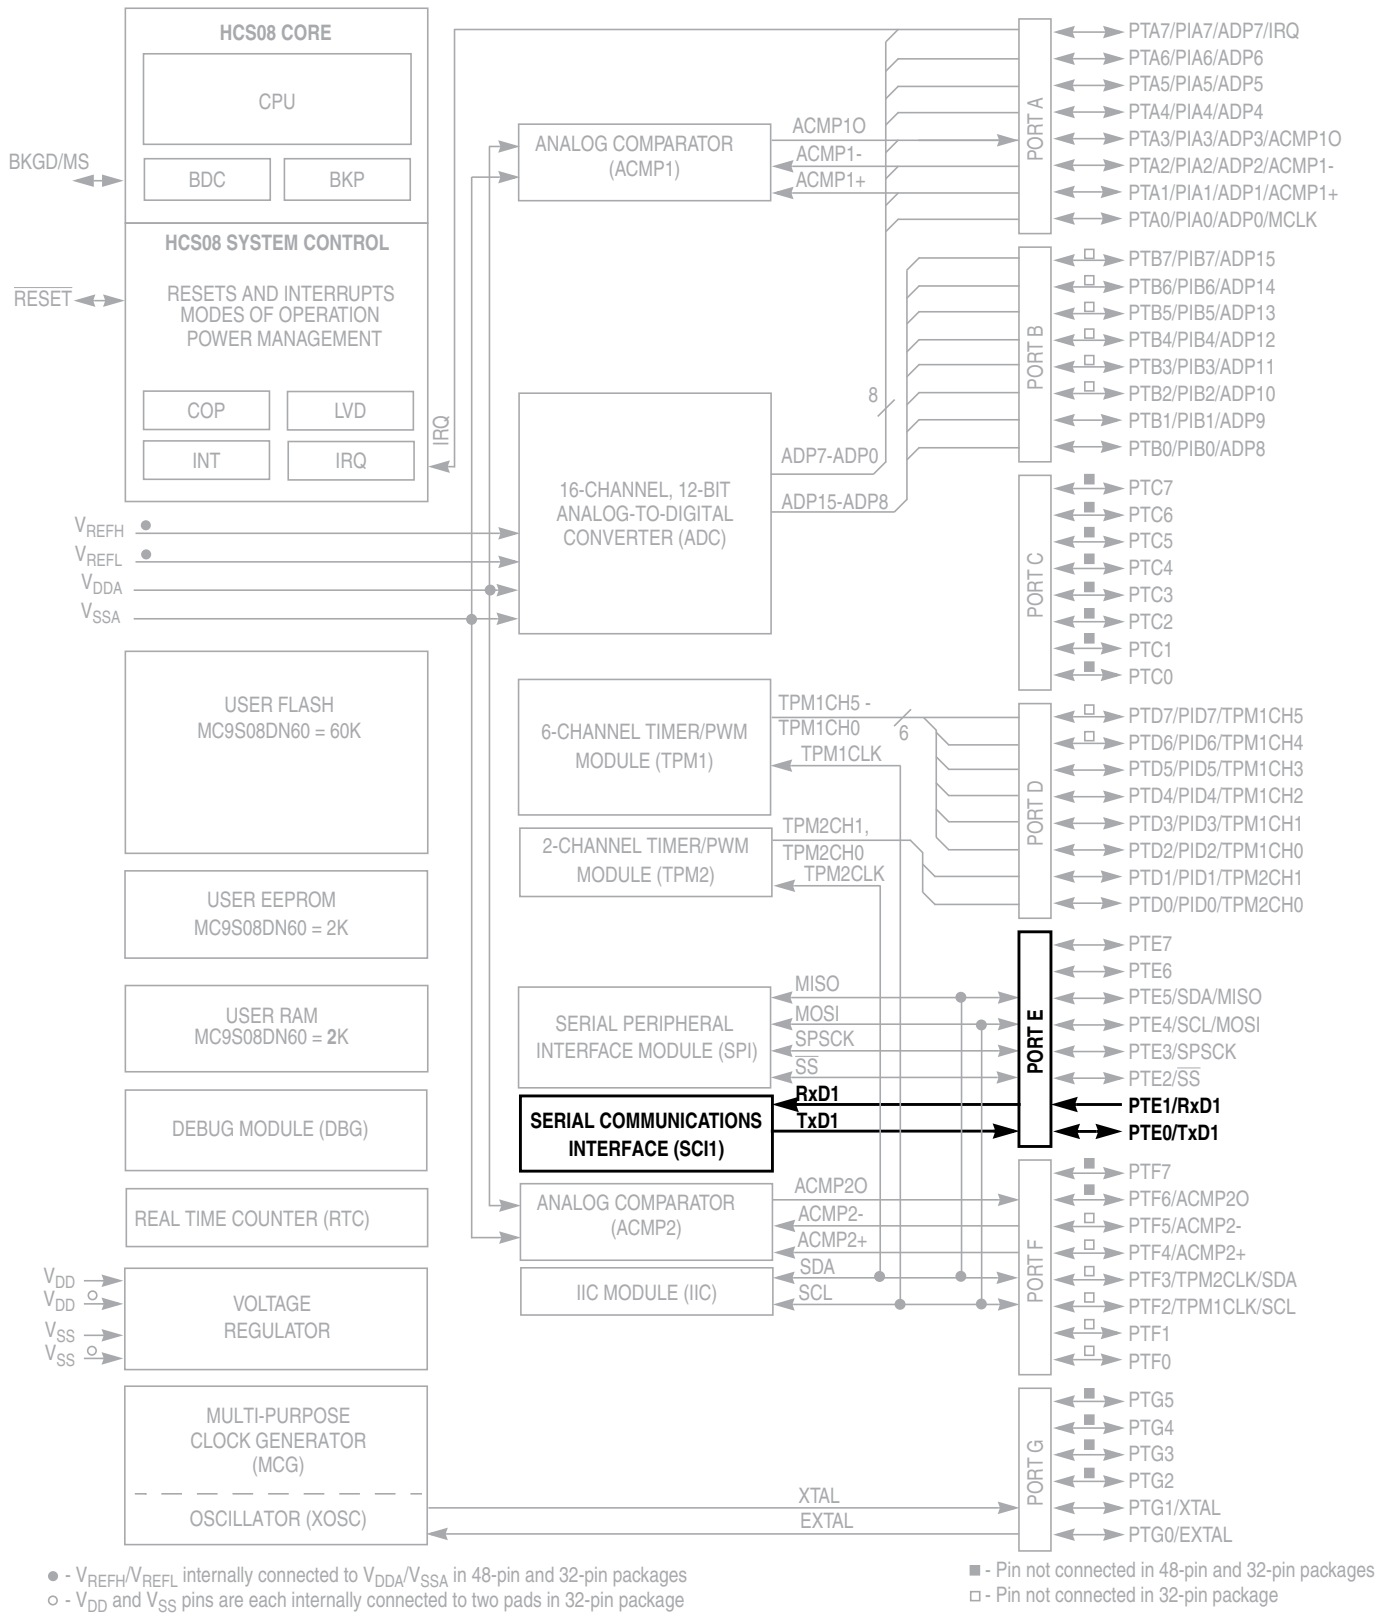 HCS08 CORE
CPU
BDC
BKP
BKGD/MS
HCS08 SYSTEM CONTROL
RESETS AND INTERRUPTS
MODES OF OPERATION
POWER MANAGEMENT
RESET
COP
LVD
INT
IRQ
IRQ
VREFH
VREFL
VDDA
VSSA
USER FLASH
MC9S08DN60 = 60K
USER EEPROM
MC9S08DN60 = 2K
USER RAM
MC9S08DN60 = 2K
DEBUG MODULE (DBG)
REAL TIME COUNTER (RTC)
VDD
VDD
VSS
VSS
VOLTAGE
REGULATOR
MULTI-PURPOSE
CLOCK GENERATOR
(MCG)
OSCILLATOR (XOSC)
ANALOG COMPARATOR
(ACMP1)
ACMP1O
ACMP1-
ACMP1+
16-CHANNEL, 12-BIT
ANALOG-TO-DIGITAL
CONVERTER (ADC)
8
ADP7-ADP0
ADP15-ADP8
6-CHANNEL TIMER/PWM
MODULE (TPM1)
TPM1CH5 -
TPM1CH0
6
TPM1CLK
2-CHANNEL TIMER/PWM
MODULE (TPM2)
TPM2CH1,
TPM2CH0
TPM2CLK
SERIAL PERIPHERAL
INTERFACE MODULE (SPI)
MISO
MOSI
SPSCK
SS
SERIAL COMMUNICATIONS
INTERFACE (SCI1)
RxD1
TxD1
ANALOG COMPARATOR
(ACMP2)
ACMP2O
ACMP2-
ACMP2+
IIC MODULE (IIC)
SDA
SCL
XTAL
EXTAL
PORT A
PTA7/PIA7/ADP7/IRQ
PTA6/PIA6/ADP6
PTA5/PIA5/ADP5
PTA4/PIA4/ADP4
PTA3/PIA3/ADP3/ACMP1O
PTA2/PIA2/ADP2/ACMP1-
PTA1/PIA1/ADP1/ACMP1+
PTA0/PIA0/ADP0/MCLK
PORT B
PTB7/PIB7/ADP15
PTB6/PIB6/ADP14
PTB5/PIB5/ADP13
PTB4/PIB4/ADP12
PTB3/PIB3/ADP11
PTB2/PIB2/ADP10
PTB1/PIB1/ADP9
PTB0/PIB0/ADP8
PORT C
PTC7
PTC6
PTC5
PTC4
PTC3
PTC2
PTC1
PTC0
PORT D
PTD7/PID7/TPM1CH5
PTD6/PID6/TPM1CH4
PTD5/PID5/TPM1CH3
PTD4/PID4/TPM1CH2
PTD3/PID3/TPM1CH1
PTD2/PID2/TPM1CH0
PTD1/PID1/TPM2CH1
PTD0/PID0/TPM2CH0
PORT E
PTE7
PTE6
PTE5/SDA/MISO
PTE4/SCL/MOSI
PTE3/SPSCK
PTE2/SS
PTE1/RxD1
PTE0/TxD1
PORT F
PTF7
PTF6/ACMP2O
PTF5/ACMP2-
PTF4/ACMP2+
PTF3/TPM2CLK/SDA
PTF2/TPM1CLK/SCL
PTF1
PTF0
PORT G
PTG5
PTG4
PTG3
PTG2
PTG1/XTAL
PTG0/EXTAL
● - VREFH/VREFL internally connected to VDDA/VSSA in 48-pin and 32-pin packages
○ - VDD and VSS pins are each internally connected to two pads in 32-pin package
■ - Pin not connected in 48-pin and 32-pin packages
□ - Pin not connected in 32-pin package